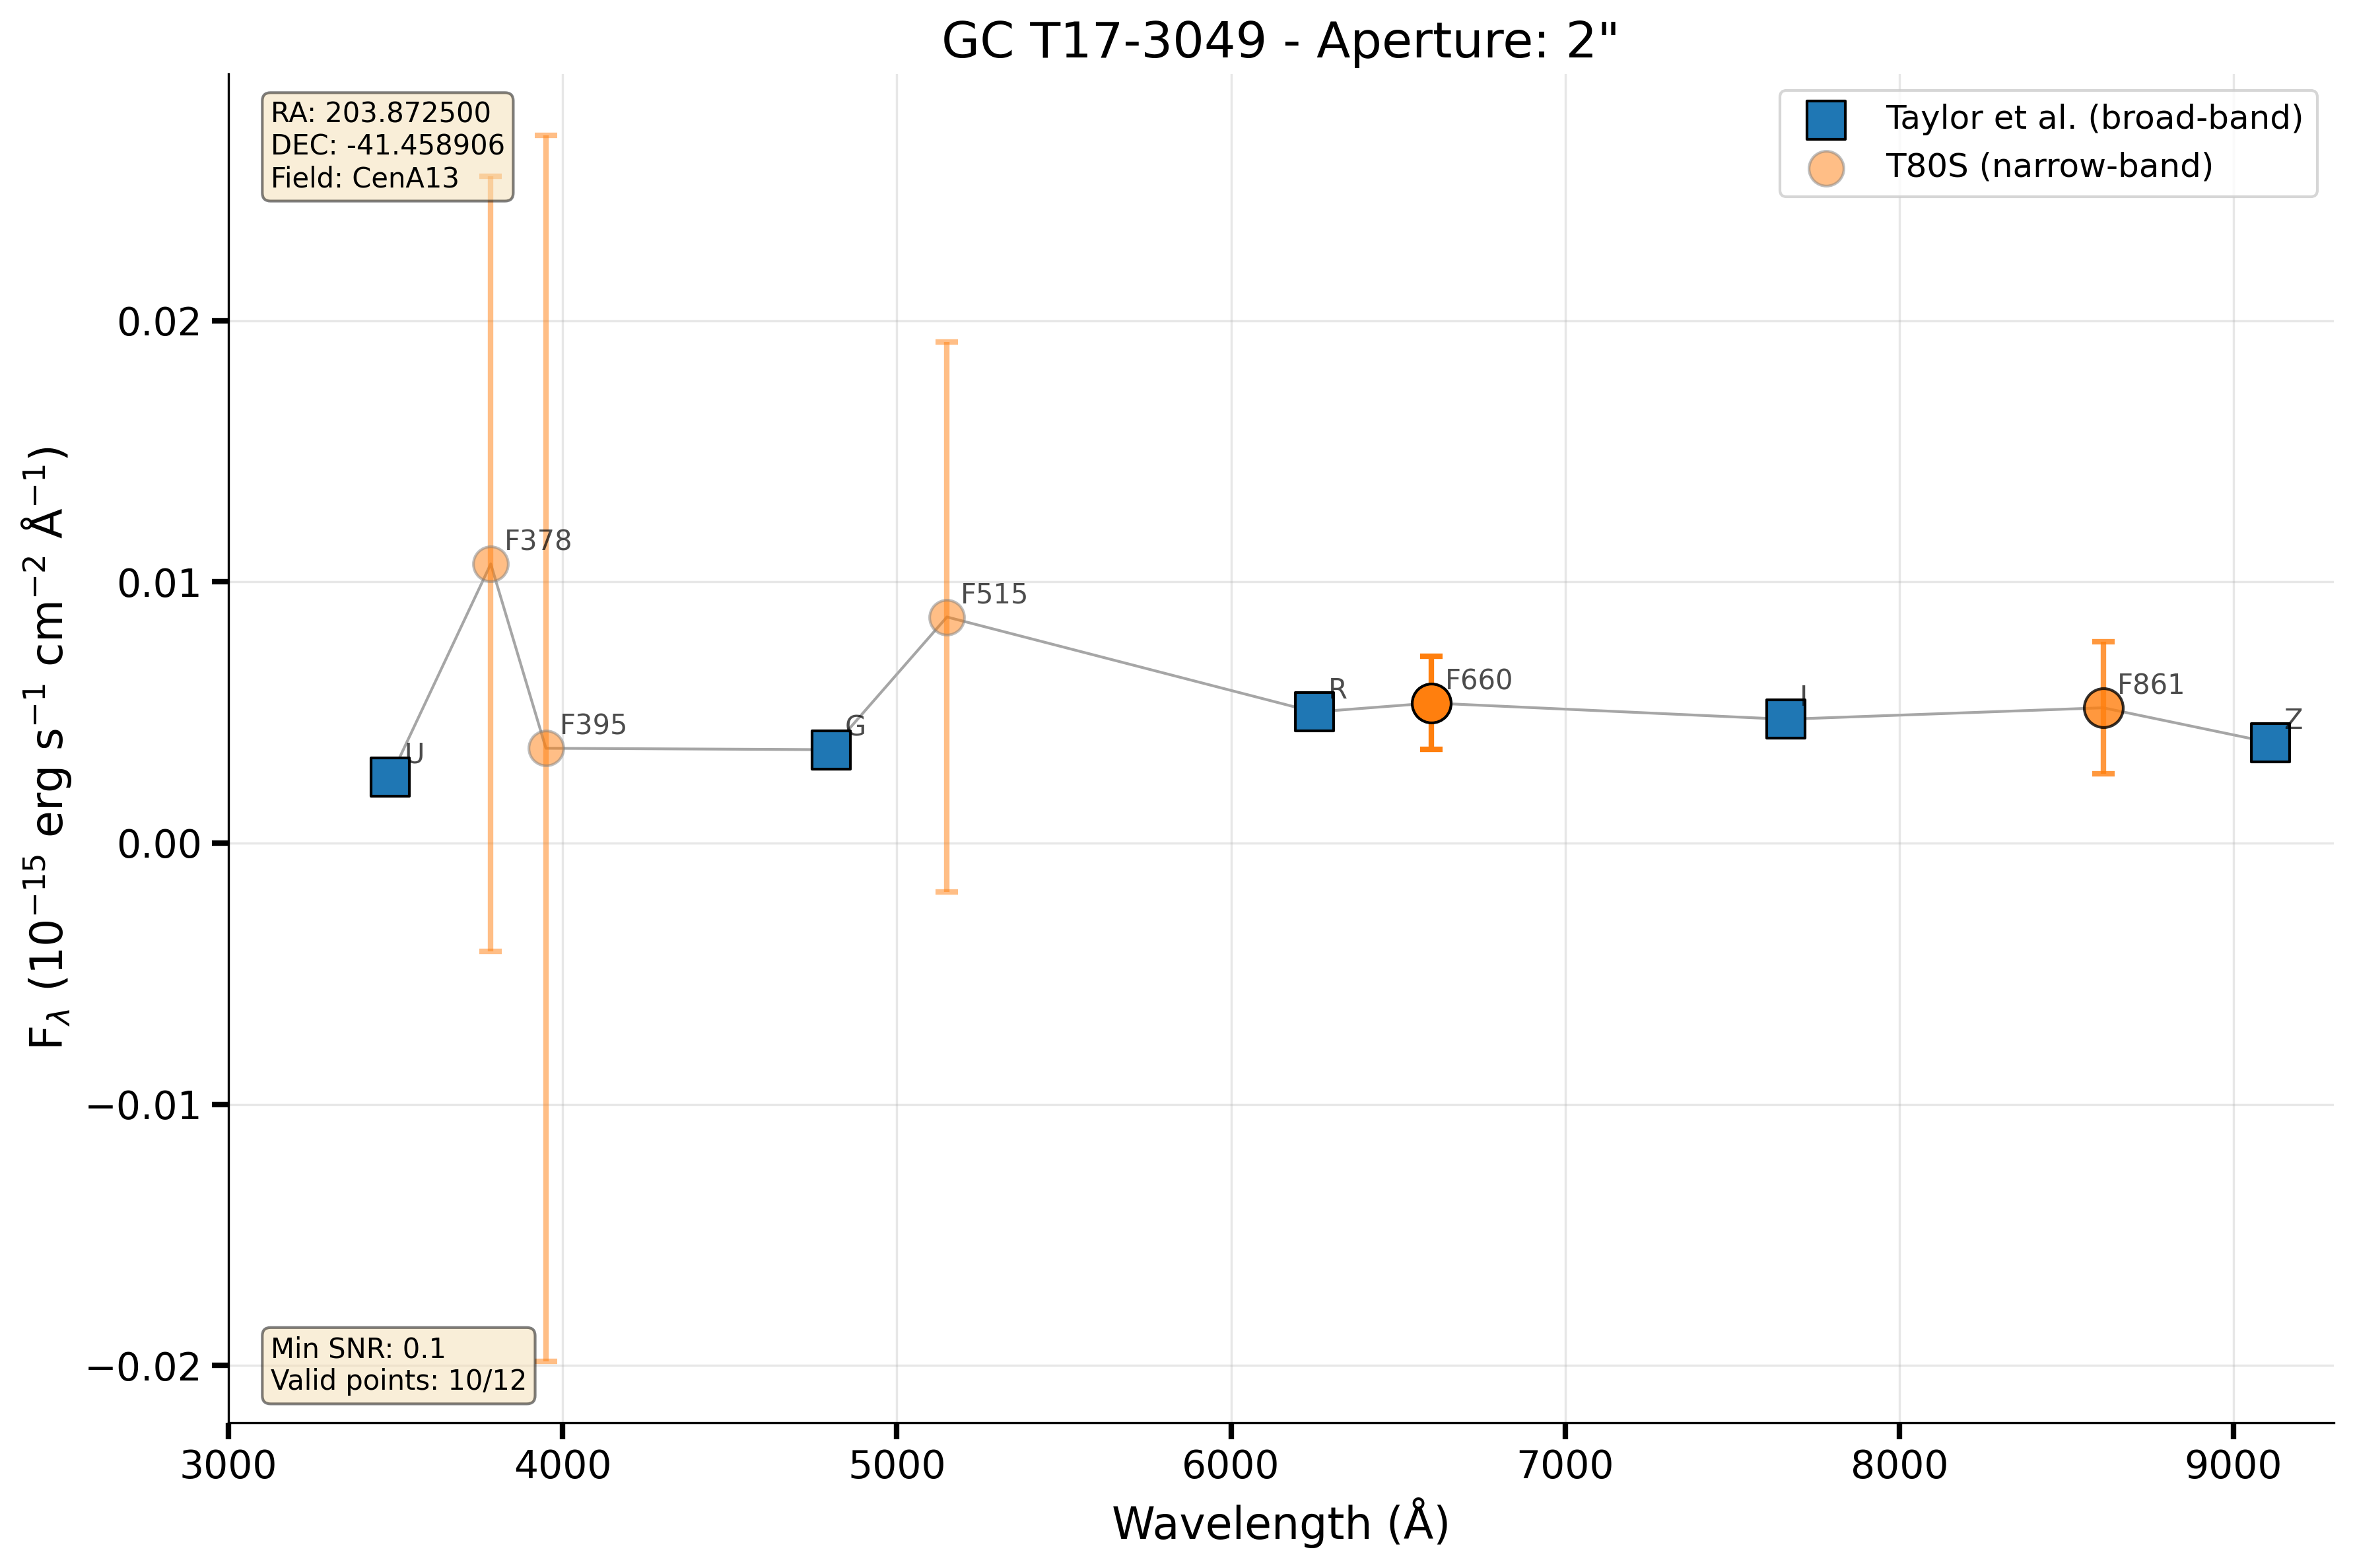 GC T17-3049 - Aperture: 2"
RA: 203.872500
DEC: -41.458906
Field: CenA13
Taylor et al. (broad-band)
T80S (narrow-band)
F_λ (10⁻¹⁵ erg s⁻¹ cm⁻² Å⁻¹)
0.02
0.01
0.00
−0.01
−0.02
U
F378
F395
G
F515
R
F660
I
F861
Z
Min SNR: 0.1
Valid points: 10/12
3000 4000 5000 6000 7000 8000 9000
Wavelength (Å)